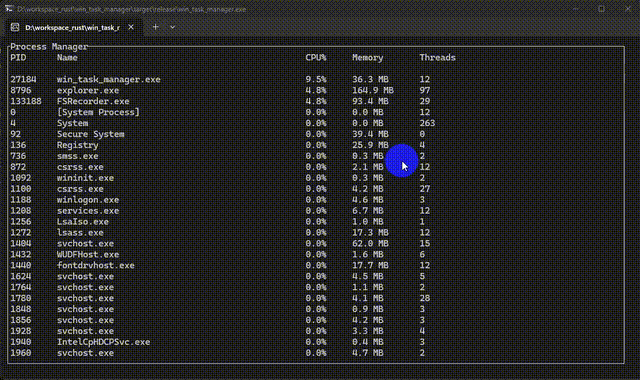 D:\workspace_rust\win_task_manager\target\release\win_task_manager.exe
D:\workspace_rust\win_task_r
Process Manager
PID Name CPU% Memory Threads
27184 win_task_manager.exe 9.5% 36.3 MB 12
8796 explorer.exe 4.8% 164.9 MB 97
133188 FSRecorder.exe 4.8% 93.4 MB 29
0 [System Process] 0.0% 0.0 MB 12
4 System 0.0% 0.0 MB 263
92 Secure System 0.0% 39.4 MB 0
136 Registry 0.0% 25.9 MB 4
736 smss.exe 0.0% 0.3 MB 2
872 csrss.exe 0.0% 2.1 MB 12
1092 wininit.exe 0.0% 0.3 MB 2
1100 csrss.exe 0.0% 4.2 MB 27
1188 winlogon.exe 0.0% 4.6 MB 3
1208 services.exe 0.0% 6.7 MB 12
1256 LsaIso.exe 0.0% 1.0 MB 1
1272 lsass.exe 0.0% 17.3 MB 12
1404 svchost.exe 0.0% 62.0 MB 15
1432 WUDFHost.exe 0.0% 1.6 MB 6
1440 fontdrvhost.exe 0.0% 17.7 MB 12
1624 svchost.exe 0.0% 4.5 MB 5
1764 svchost.exe 0.0% 1.1 MB 2
1780 svchost.exe 0.0% 4.1 MB 28
1848 svchost.exe 0.0% 0.9 MB 3
1856 svchost.exe 0.0% 4.2 MB 3
1928 svchost.exe 0.0% 3.3 MB 4
1940 IntelCpHDCPSvc.exe 0.0% 0.4 MB 3
1960 svchost.exe 0.0% 4.7 MB 2